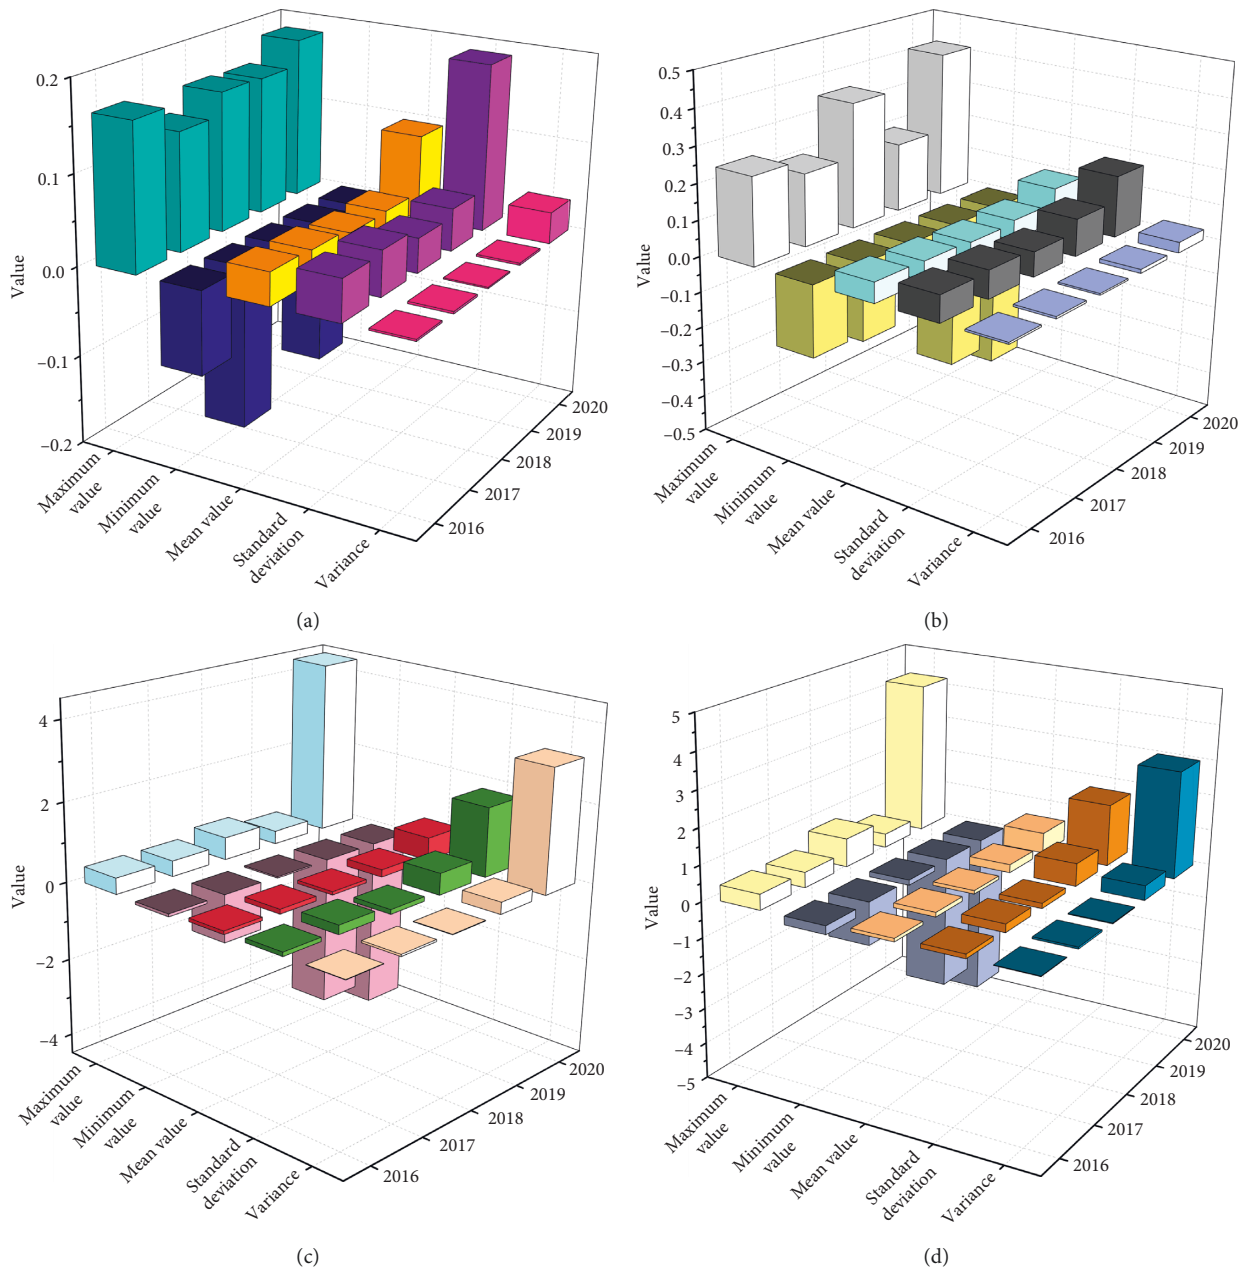 0.2
0.1
0.0
−0.1
−0.2
Value
Maximum
value
Minimum
value
Mean value
Standard
deviation
Variance
2016
2017
2018
2019
2020
(a)
0.5
0.4
0.3
0.2
0.1
0.0
−0.1
−0.2
−0.3
−0.4
−0.5
Value
Maximum
value
Minimum
value
Mean value
Standard
deviation
Variance
2016
2017
2018
2019
2020
(b)
4
2
0
−2
−4
Value
Maximum
value
Minimum
value
Mean value
Standard
deviation
Variance
2016
2017
2018
2019
2020
(c)
5
4
3
2
1
0
−1
−2
−3
−4
−5
Value
Maximum
value
Minimum
value
Mean value
Standard
deviation
Variance
2016
2017
2018
2019
2020
(d)